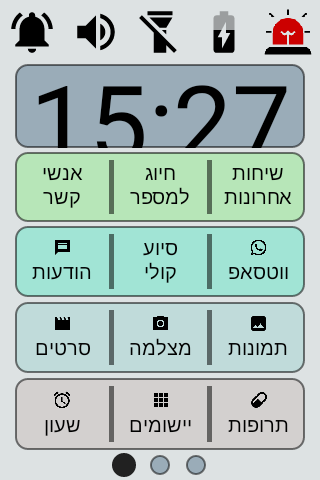 15:27
שיחות אחרונות
חיוג למספר
אנשי קשר
ווטסאפ
סיוע קולי
הודעות
תמונות
מצלמה
סרטים
תרופות
יישומים
שעון